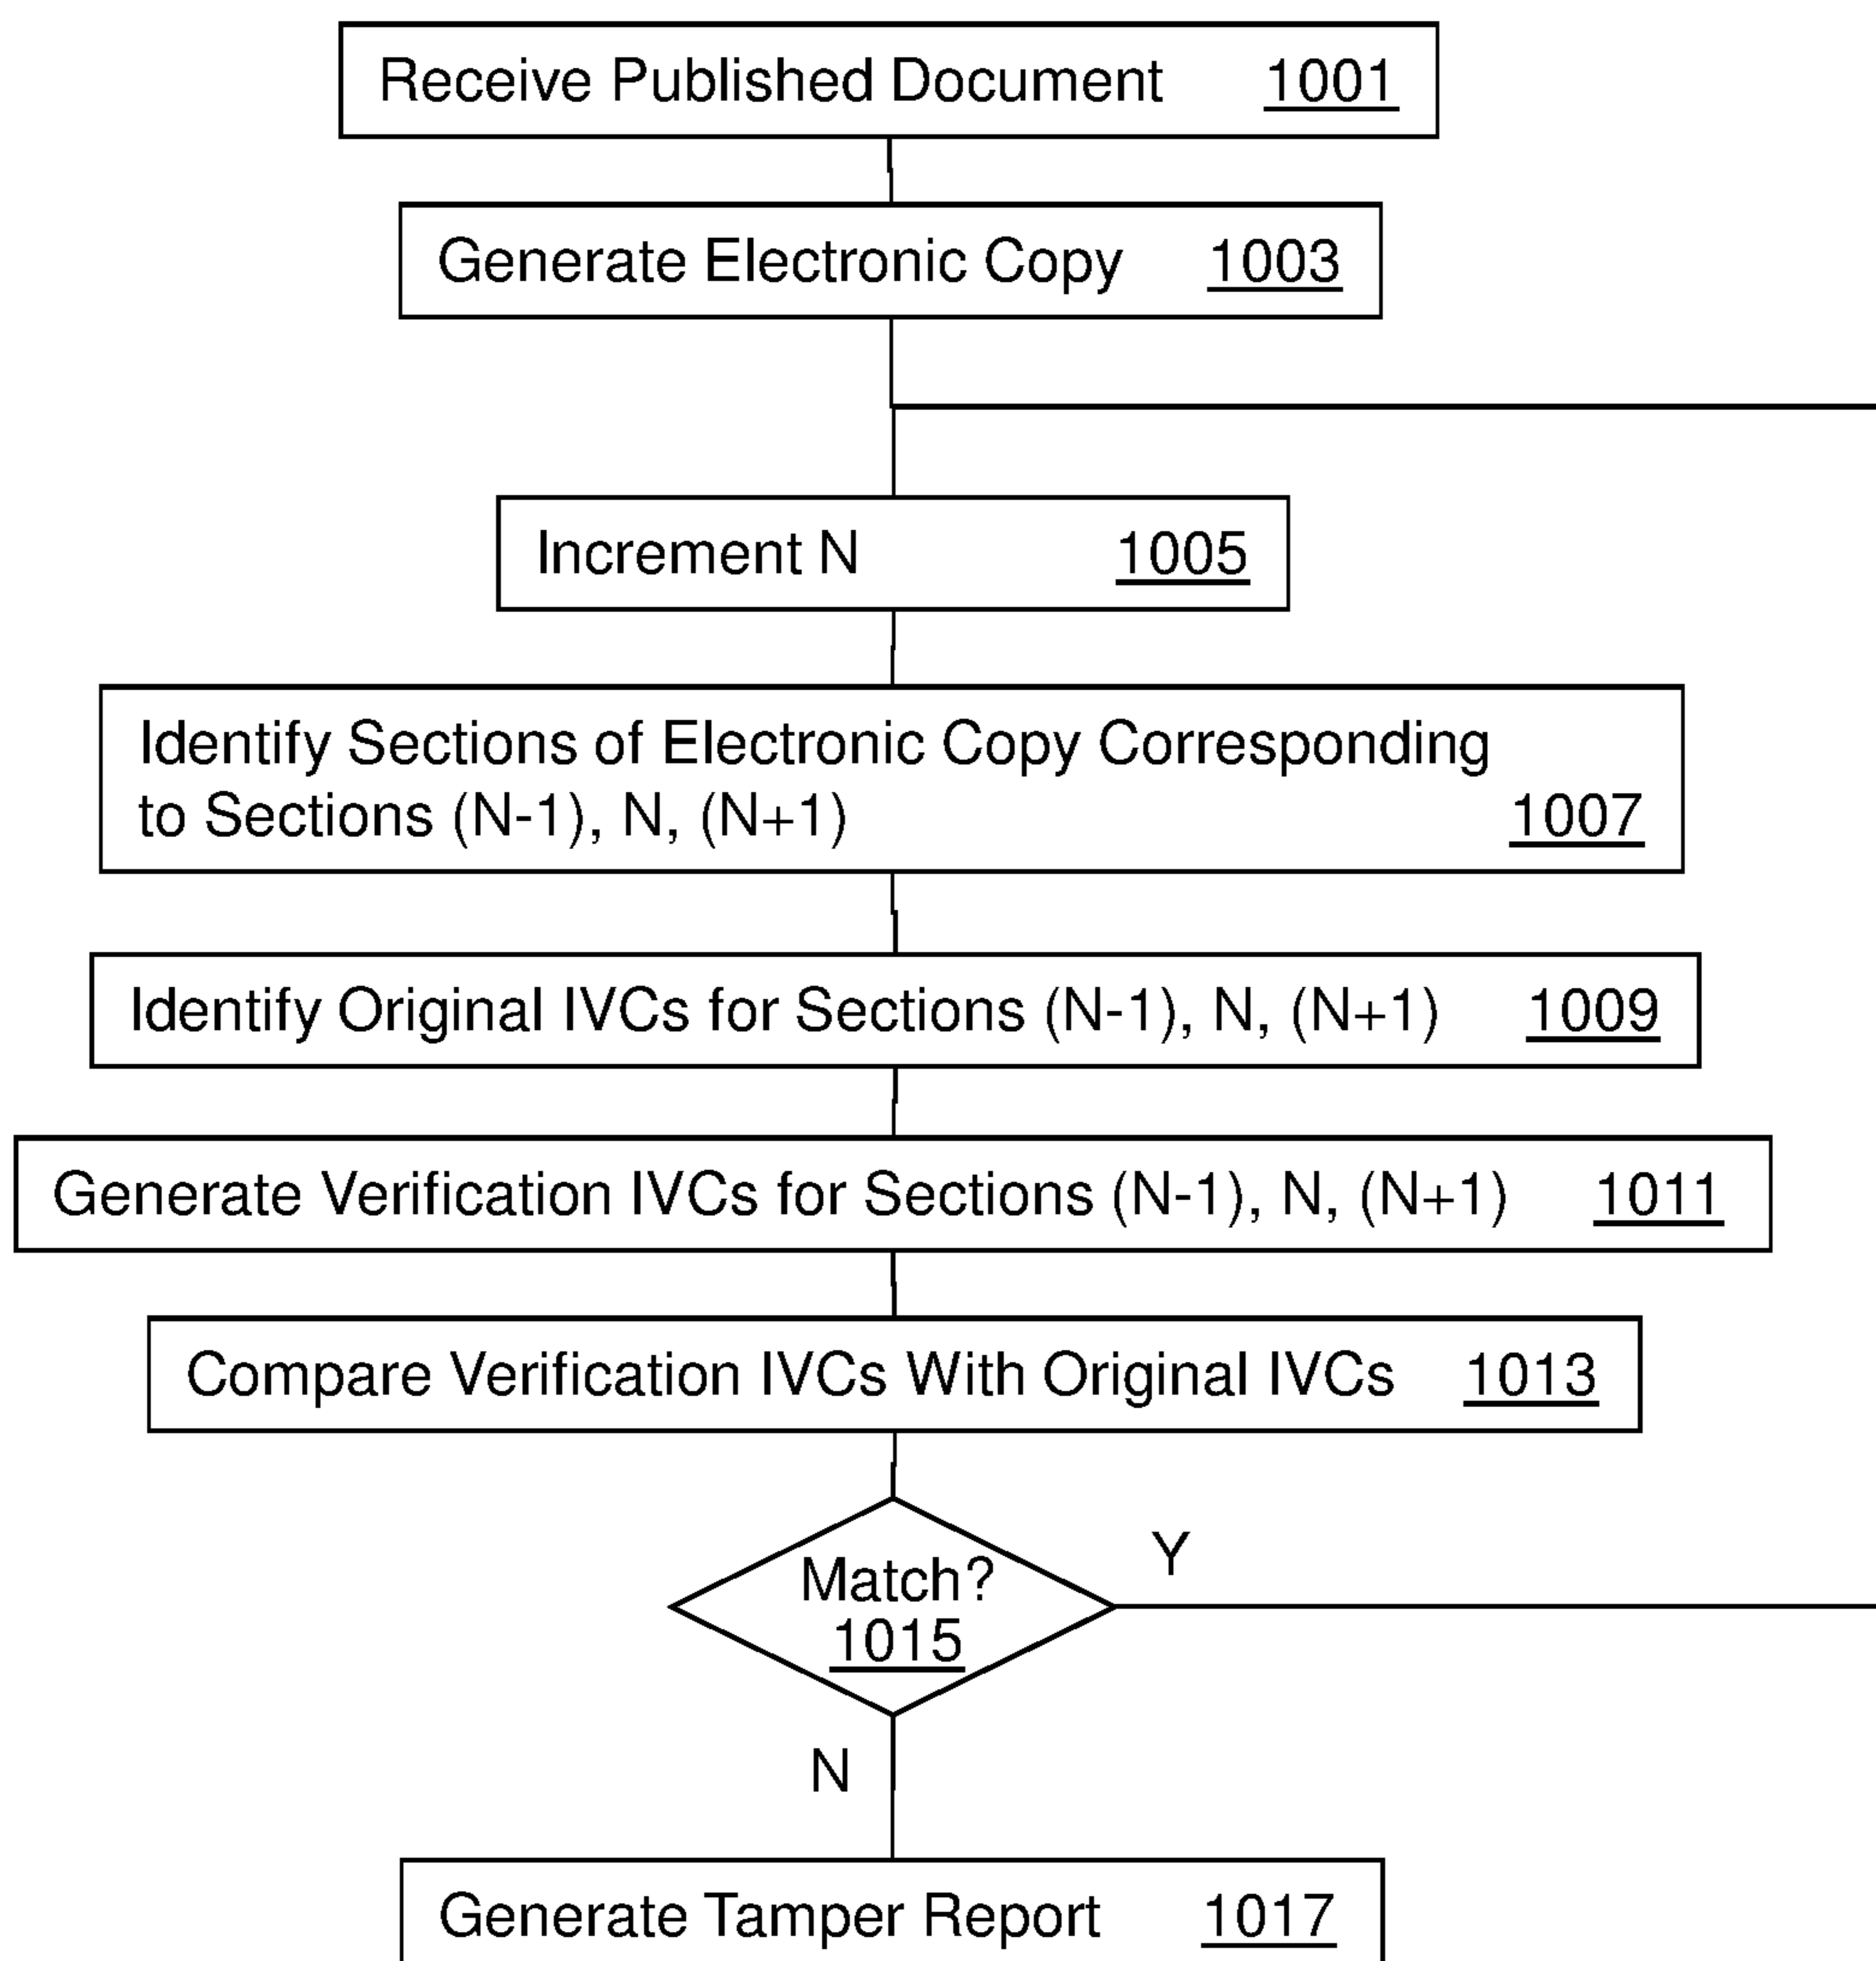 Receive Published Document 1001
Generate Electronic Copy 1003
Increment N 1005
Identify Sections of Electronic Copy Corresponding
to Sections (N-1), N, (N+1) 1007
Identify Original IVCs for Sections (N-1), N, (N+1) 1009
Generate Verification IVCs for Sections (N-1), N, (N+1) 1011
Compare Verification IVCs With Original IVCs 1013
Match?
1015
Y
N
Generate Tamper Report 1017